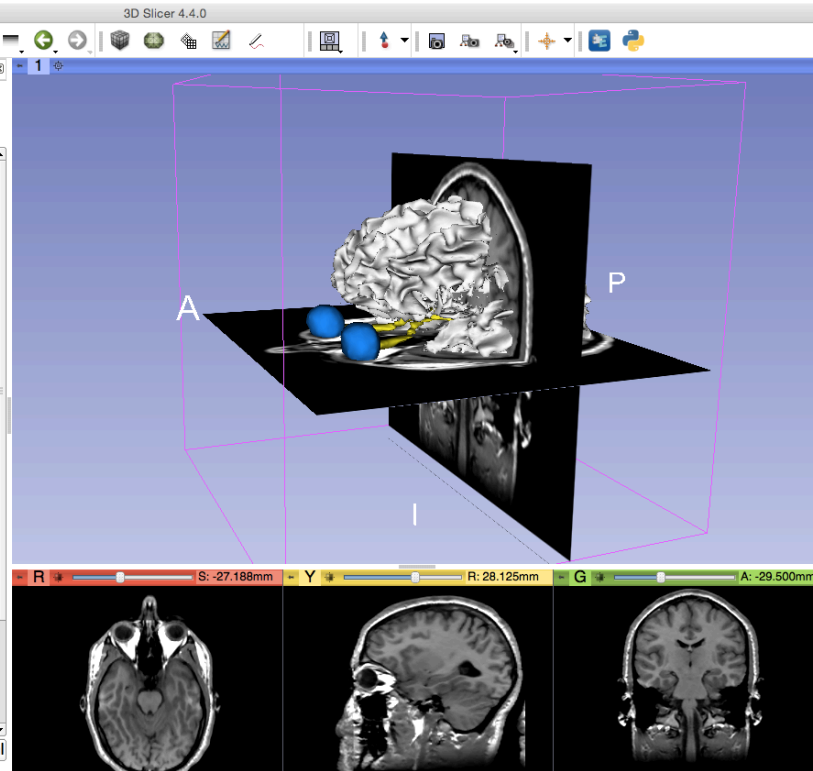 3D Slicer 4.4.0
1
A
P
I
R S: -27.188mm
Y R: 28.125mm
G A: -29.500mm